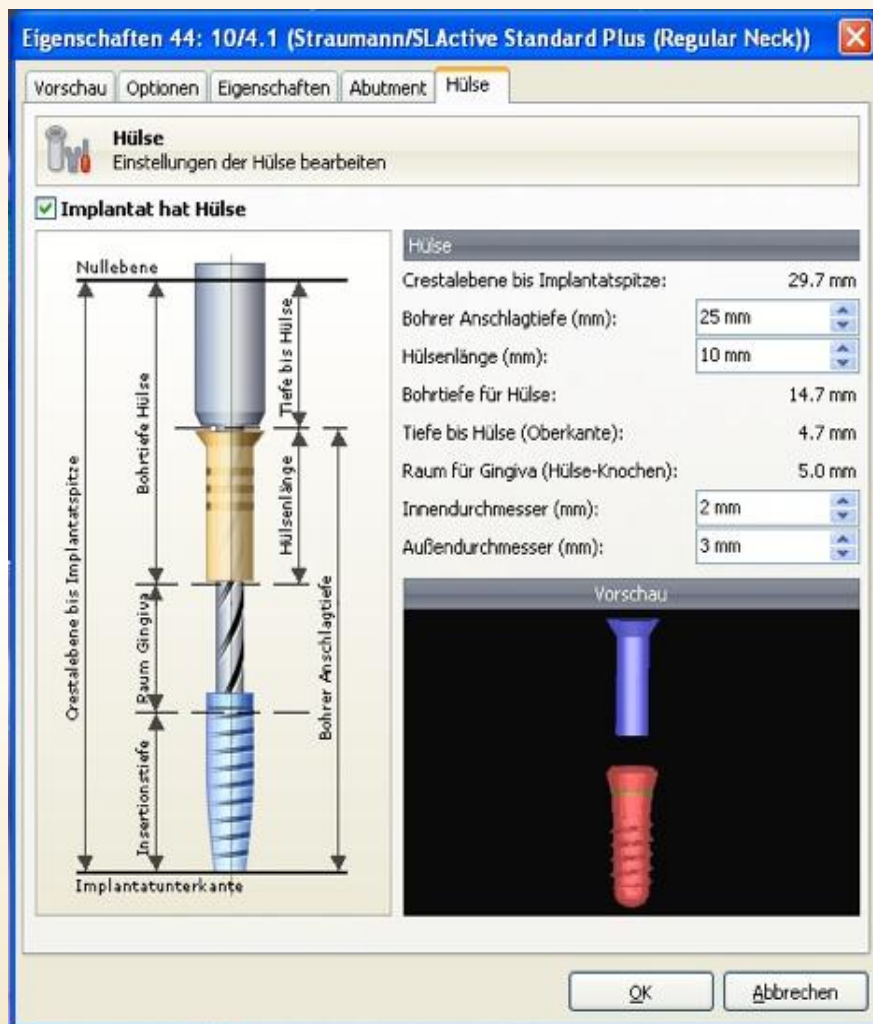 Eigenschaften 44: 10/4.1 (Straumann/SLActive Standard Plus (Regular Neck))
Vorschau Optionen Eigenschaften Abutment Hülse
Hülse
Einstellungen der Hülse bearbeiten
Implantat hat Hülse
Nullebene
Crestalebene bis Implantatspitze
Bohrtiefe Hülse
Tiefe bis Hülse
Hülsenlänge
Raum Gingiva
Bohrer Anschlagtiefe
Insertionstiefe
Implantatunterkante
Hülse
Crestalebene bis Implantatspitze: 29.7 mm
Bohrer Anschlagtiefe (mm): 25 mm
Hülsenlänge (mm): 10 mm
Bohrtiefe für Hülse: 14.7 mm
Tiefe bis Hülse (Oberkante): 4.7 mm
Raum für Gingiva (Hülse-Knochen): 5.0 mm
Innendurchmesser (mm): 2 mm
Außendurchmesser (mm): 3 mm
Vorschau
OK Abbrechen